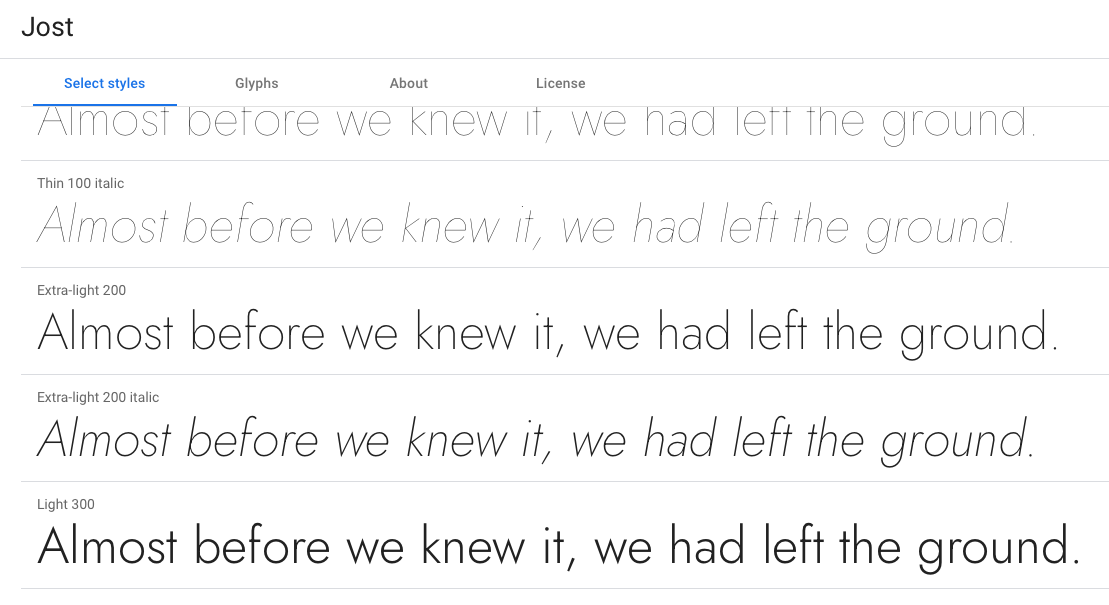 Jost
Select styles Glyphs About License
Almost before we knew it, we had left the ground.
Thin 100 italic
Almost before we knew it, we had left the ground.
Extra-light 200
Almost before we knew it, we had left the ground.
Extra-light 200 italic
Almost before we knew it, we had left the ground.
Light 300
Almost before we knew it, we had left the ground.